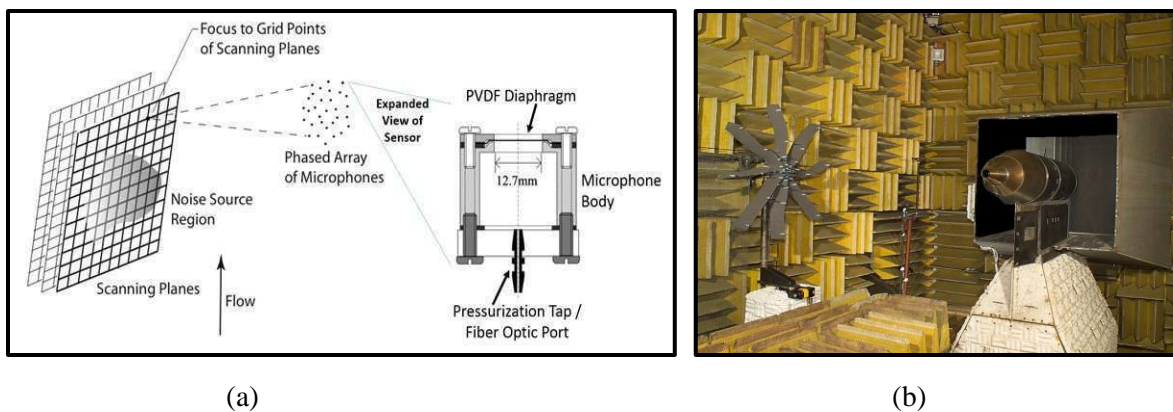 Focus to Grid Points
of Scanning Planes
Expanded
View of
Sensor
PVDF Diaphragm
Phased Array
of Microphones
12.7mm
Microphone
Body
Noise Source
Region
Scanning Planes
Flow
Pressurization Tap /
Fiber Optic Port
(a)
(b)